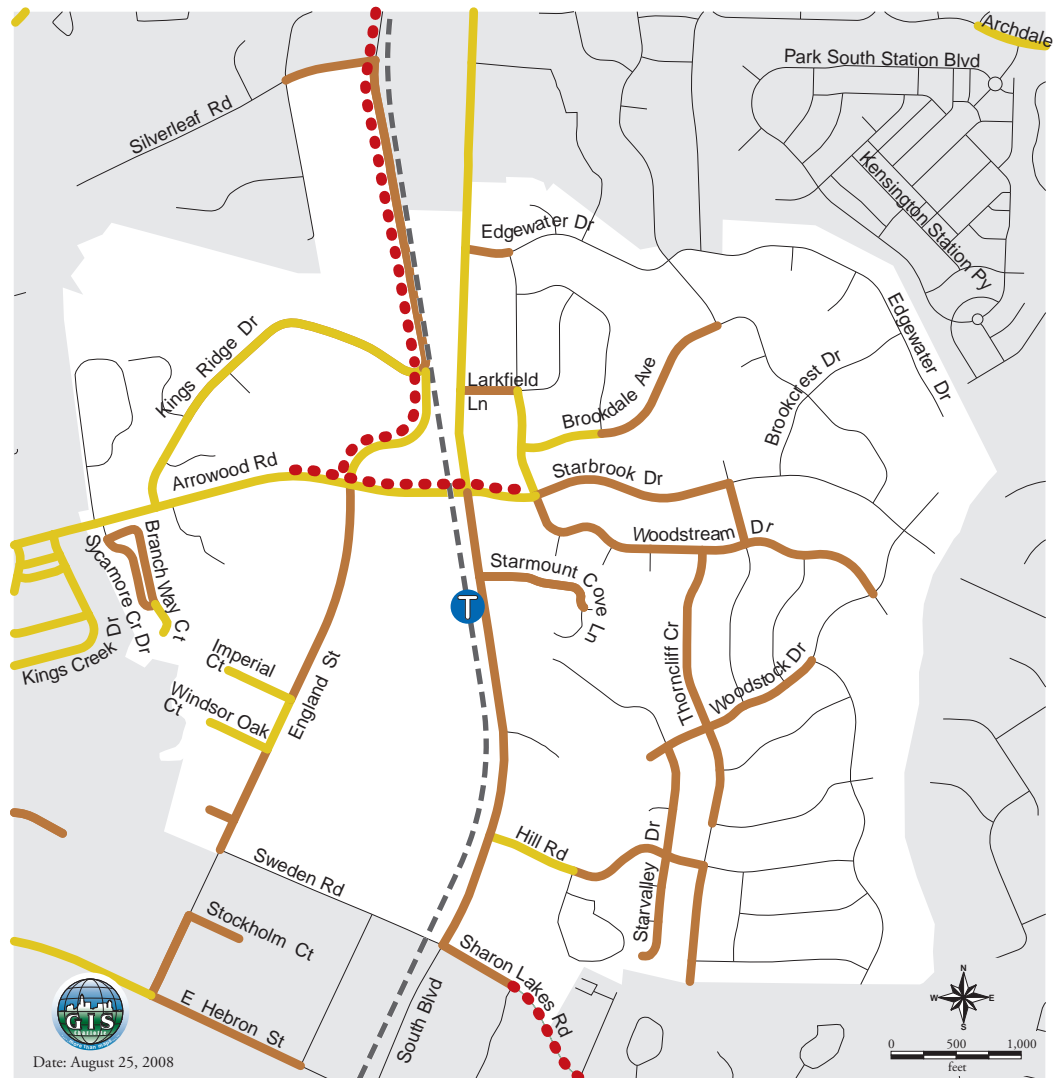 Archdale
Park South Station Blvd
Silverleaf Rd
Kensington Station Py
Edgewater Dr
Edgewater Dr
Kings Ridge Dr
Larkfield
Ln
Brookdale Ave
Brookcrest Dr
Arrowood Rd
Starbrook Dr
Woodstream Dr
Branch Way Ct
Sycamore Cr Dr
Starmount Cove Ln
T
Kings Creek Dr
Imperial
Ct
Windsor Oak
Ct
England St
Thorncliff Cr
Woodstock Dr
Hill Rd
Starvalley Dr
Sweden Rd
Stockholm Ct
Sharon Lakes Rd
E Hebron St
South Blvd
GIS
charlotte
more than maps
Date: August 25, 2008
N
W
E
S
0 500 1,000
feet